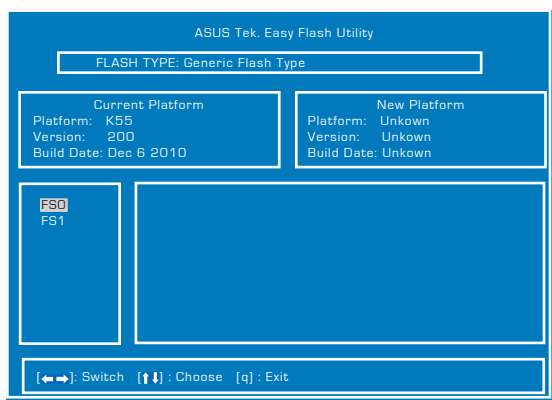 ASUS Tek. Easy Flash Utility
FLASH TYPE: Generic Flash Type
Current Platform
Platform: K55
Version: 200
Build Date: Dec 6 2010
New Platform
Platform: Unkown
Version: Unkown
Build Date: Unkown
FS0
FS1
[←→]: Switch [↑↓] : Choose [q] : Exit